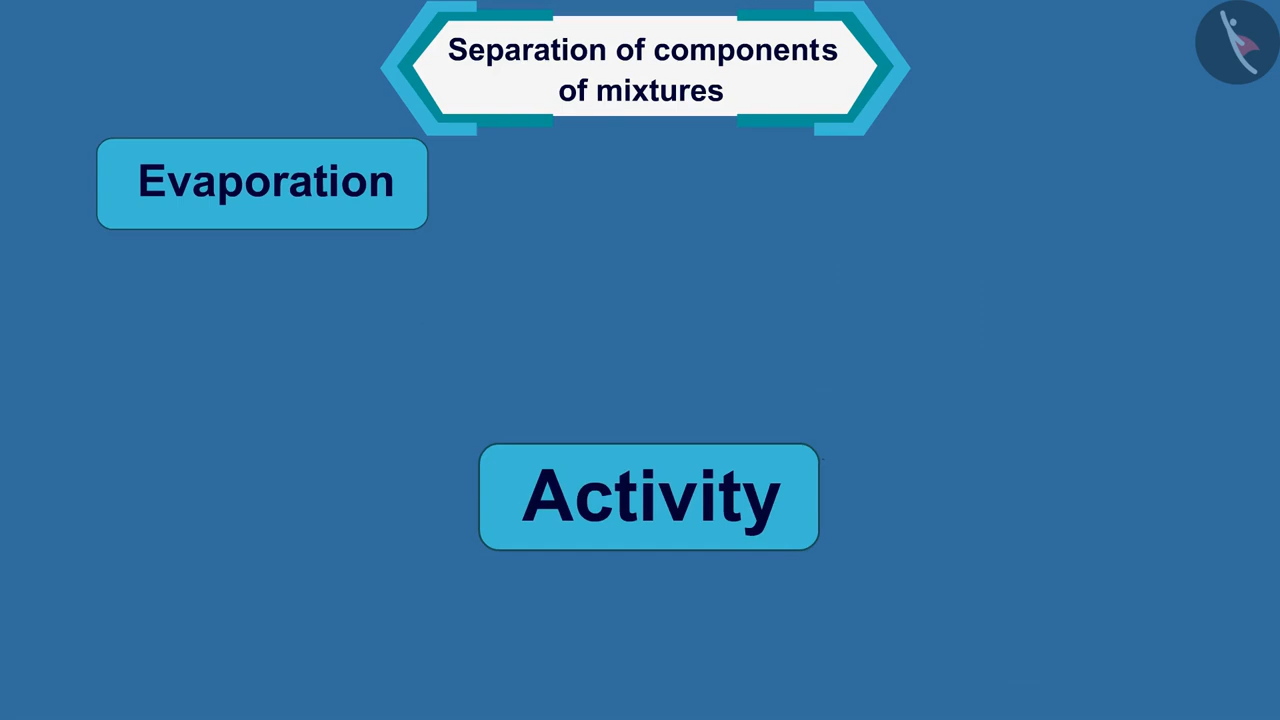 Separation of components
of mixtures
Evaporation
Activity